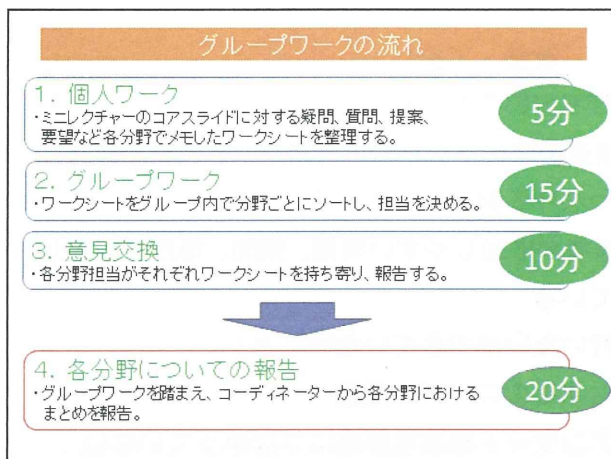 グループワークの流れ
1. 個人ワーク
・ミニレクチャーのコアスライドに対する疑問、質問、提案、
要望など各分野でメモしたワークシートを整理する。
5分
2. グループワーク
・ワークシートをグループ内で分野ごとにソートし、担当を決める。
15分
3. 意見交換
・各分野担当がそれぞれワークシートを持ち寄り、報告する。
10分
4. 各分野についての報告
・グループワークを踏まえ、コーディネーターから各分野における
まとめを報告。
20分